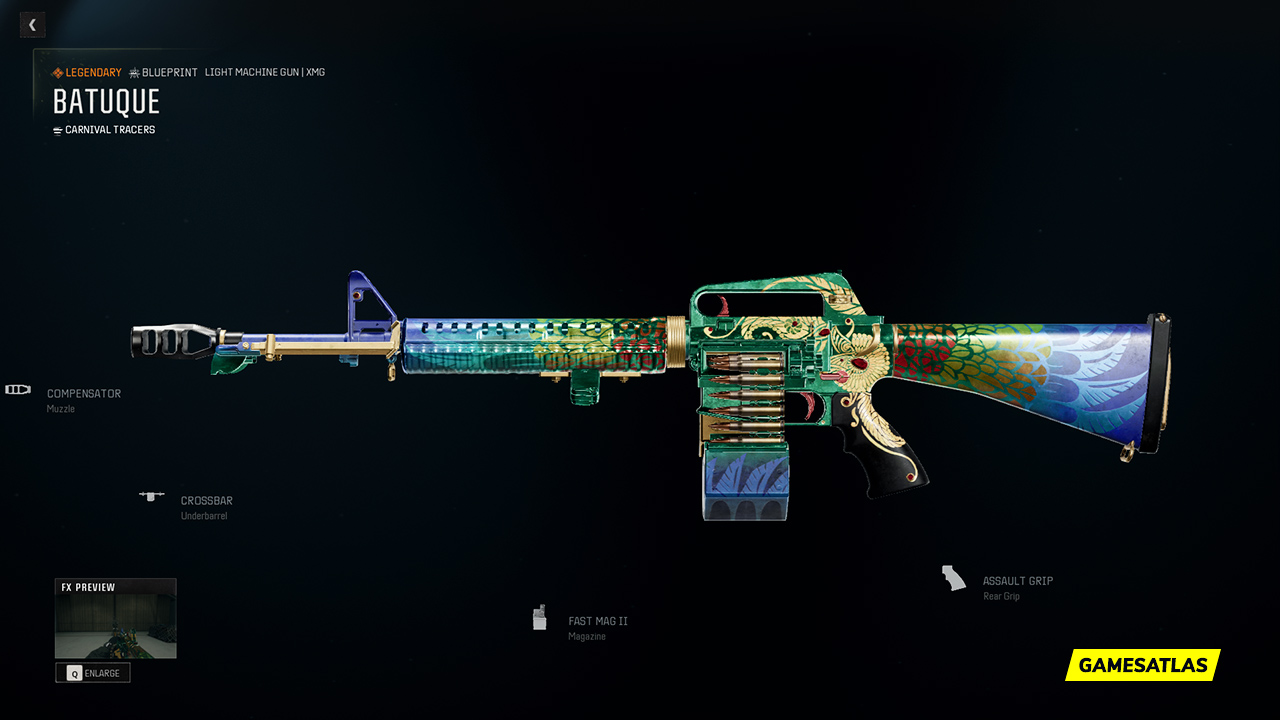 LEGENDARY BLUEPRINT LIGHT MACHINE GUN | XMG
BATUQUE
CARNIVAL TRACERS
COMPENSATOR
Muzzle
CROSSBAR
Underbarrel
FX PREVIEW
Q ENLARGE
FAST MAG II
Magazine
ASSAULT GRIP
Rear Grip
GAMESATLAS